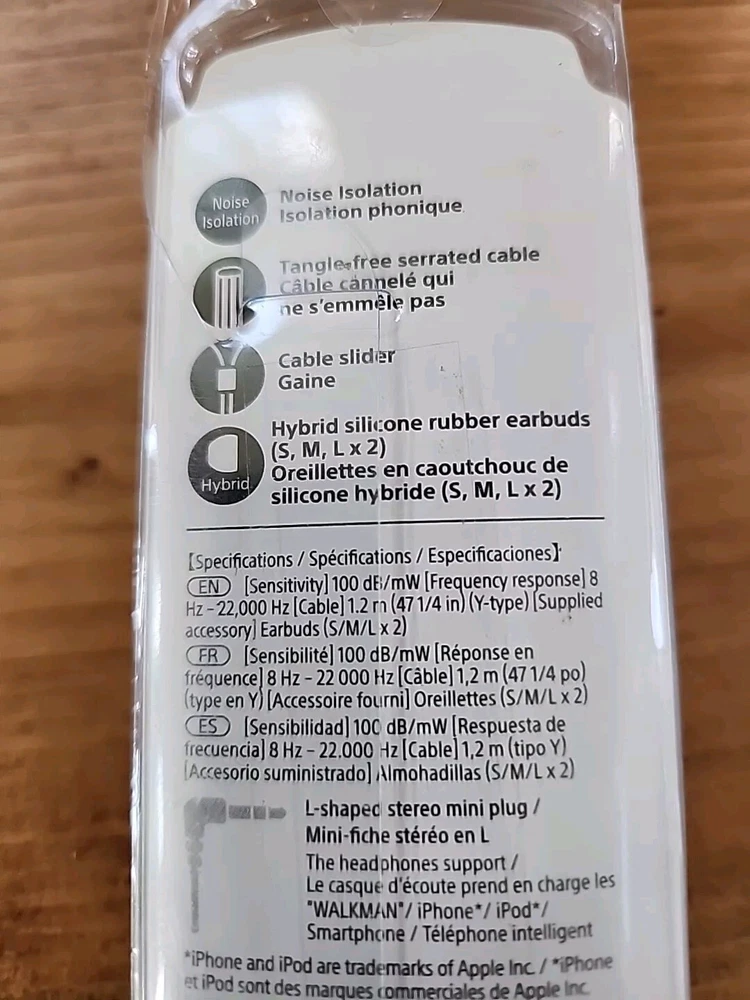 Noise
Isolation
Noise Isolation
Isolation phonique
Tangle-free serrated cable
Câble cannelé qui
ne s'emmêle pas
Cable slider
Gaine
Hybrid
Hybrid silicone rubber earbuds
(S, M, L x 2)
Oreillettes en caoutchouc de
silicone hybride (S, M, L x 2)
【Specifications / Spécifications / Especificaciones】
EN [Sensitivity] 100 dB/mW [Frequency response] 8
Hz – 22,000 Hz [Cable] 1.2 m (47 1/4 in) (Y-type) [Supplied
accessory] Earbuds (S/M/L x 2)
FR [Sensibilité] 100 dB/mW [Réponse en
fréquence] 8 Hz – 22 000 Hz [Câble] 1,2 m (47 1/4 po)
(type en Y) [Accessoire fourni] Oreillettes (S/M/L x 2)
ES [Sensibilidad] 100 dB/mW [Respuesta de
frecuencia] 8 Hz – 22.000 Hz [Cable] 1,2 m (tipo Y)
[Accesorio suministrado] Almohadillas (S/M/L x 2)
L-shaped stereo mini plug /
Mini-fiche stéréo en L
The headphones support /
Le casque d'écoute prend en charge les
"WALKMAN"/ iPhone*/ iPod*/
Smartphone / Téléphone intelligent
*iPhone and iPod are trademarks of Apple Inc. / *iPhone
et iPod sont des marques commerciales de Apple Inc.